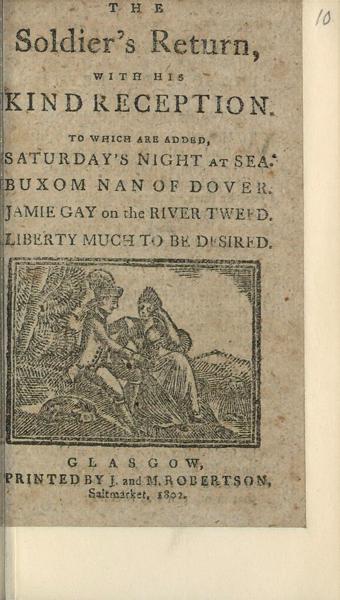 10
THE
Soldier's Return,
WITH HIS
KIND RECEPTION.
TO WHICH ARE ADDED,
SATURDAY'S NIGHT AT SEA.
BUXOM NAN OF DOVER.
JAMIE GAY on the RIVER TWEED.
LIBERTY MUCH TO BE DESIRED.
GLASGOW,
PRINTED BY J. and M. ROBERTSON,
Saltmarket, 1802.